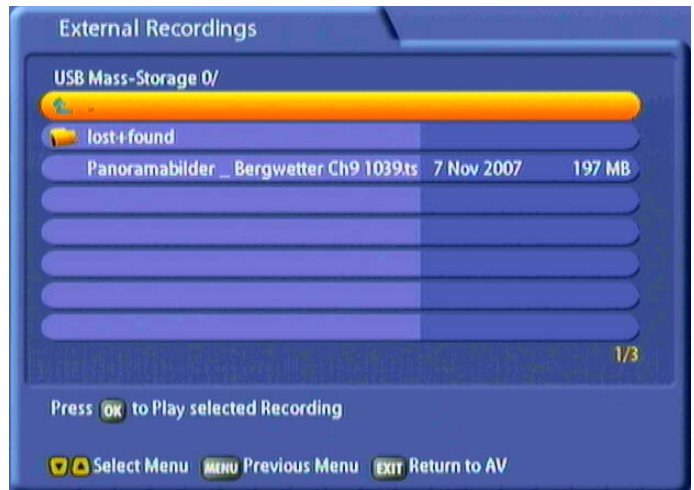 External Recordings
USB Mass-Storage 0/
..
lost+found
Panoramabilder _ Bergwetter Ch9 1039.ts 7 Nov 2007 197 MB
1/3
Press OK to Play selected Recording
Select Menu MENU Previous Menu EXIT Return to AV